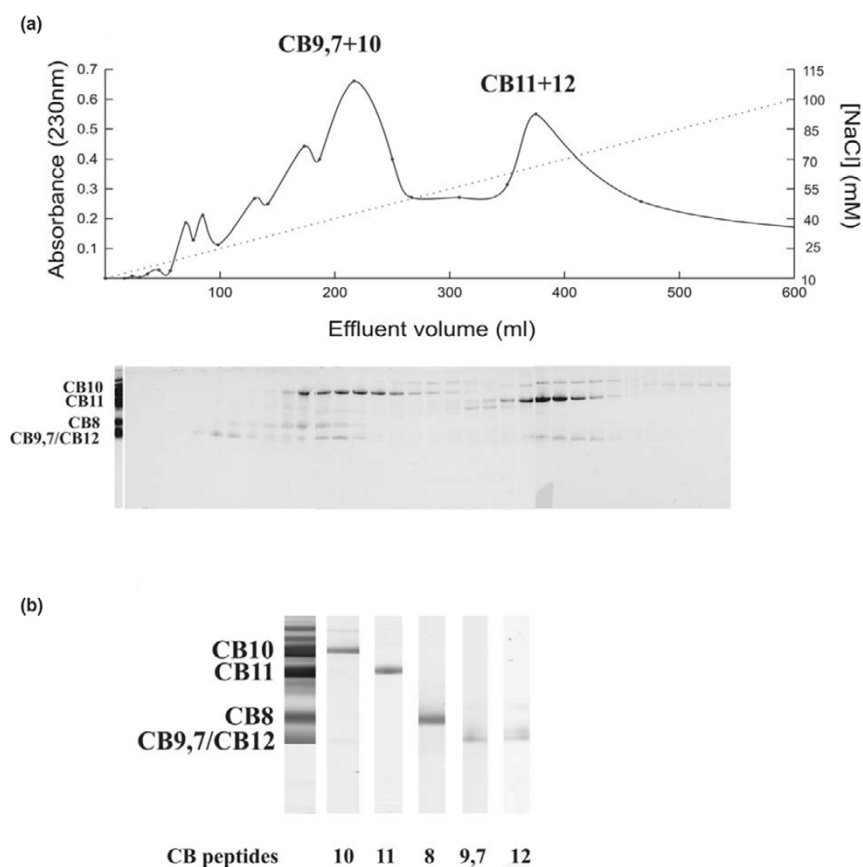 (a)
CB9,7+10
CB11+12
Absorbance (230nm)
0.7
0.6
0.5
0.4
0.3
0.2
0.1
115
100
85
70
55
40
25
10
[NaCl] (mM)
100
200
300
400
500
600
Effluent volume (ml)
CB10
CB11
CB8
CB9,7/CB12
(b)
CB10
CB11
CB8
CB9,7/CB12
CB peptides 10 11 8 9,7 12